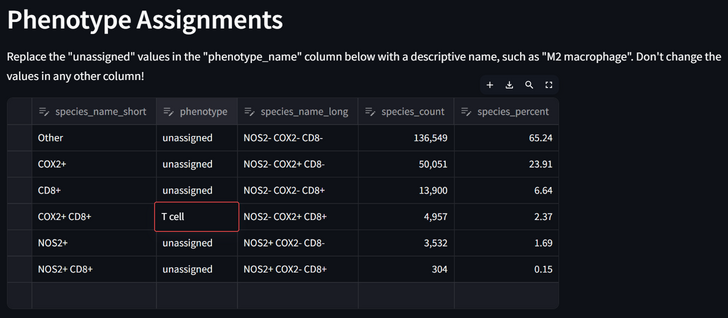 Phenotype Assignments
Replace the "unassigned" values in the "phenotype_name" column below with a descriptive name, such as "M2 macrophage". Don't change the
values in any other column!
species_name_short phenotype species_name_long species_count species_percent
Other unassigned NOS2- COX2- CD8- 136,549 65.24
COX2+ unassigned NOS2- COX2+ CD8- 50,051 23.91
CD8+ unassigned NOS2- COX2- CD8+ 13,900 6.64
COX2+ CD8+ T cell NOS2- COX2+ CD8+ 4,957 2.37
NOS2+ unassigned NOS2+ COX2- CD8- 3,532 1.69
NOS2+ CD8+ unassigned NOS2+ COX2- CD8+ 304 0.15